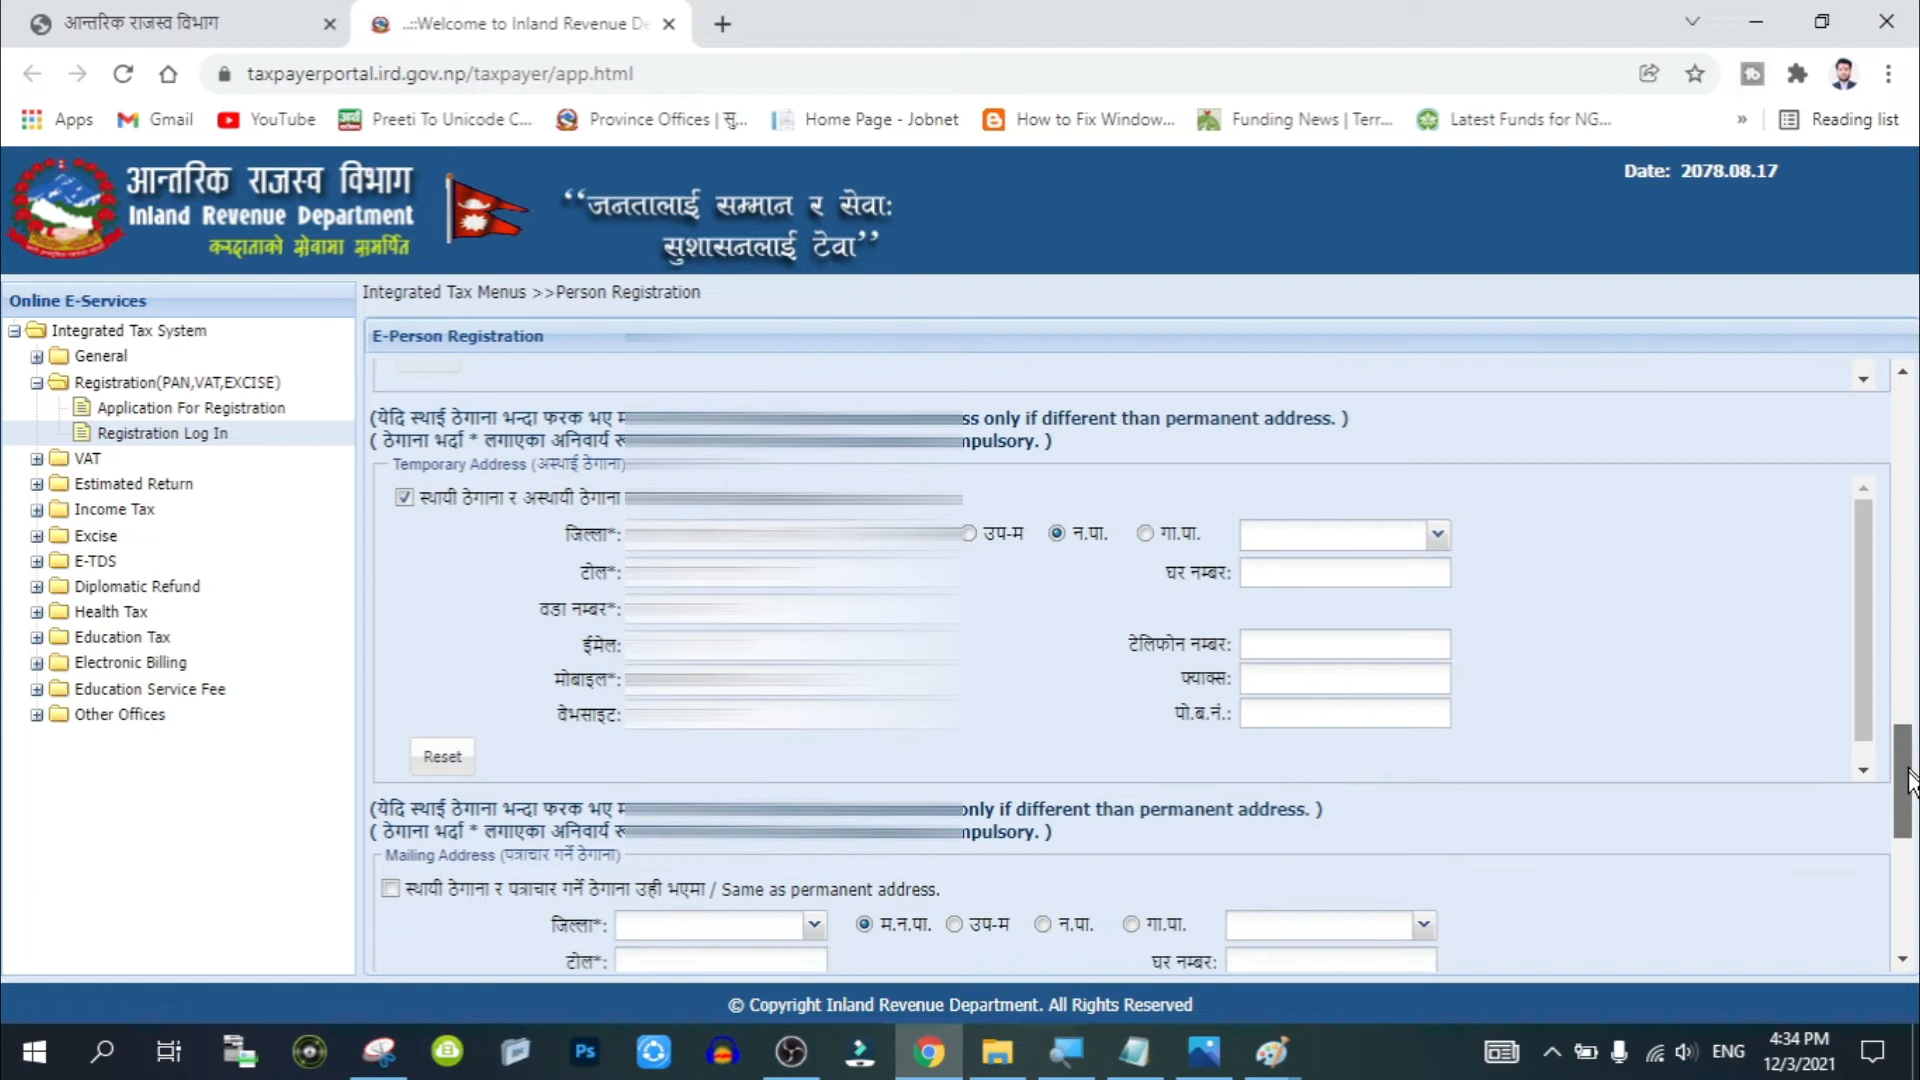 आन्तरिक राजस्व विभाग
..::Welcome to Inland Revenue De
taxpayerportal.ird.gov.np/taxpayer/app.html
Apps Gmail YouTube Preeti To Unicode C... Province Offices | सु... Home Page - Jobnet How to Fix Window... Funding News | Terr... Latest Funds for NG... » Reading list
आन्तरिक राजस्व विभाग
Inland Revenue Department
करदाताको सेवामा समर्पित
“जनतालाई सम्मान र सेवा:
सुशासनलाई टेवा”
Date: 2078.08.17
Online E-Services
Integrated Tax System
General
Registration(PAN,VAT,EXCISE)
Application For Registration
Registration Log In
VAT
Estimated Return
Income Tax
Excise
E-TDS
Diplomatic Refund
Health Tax
Education Tax
Electronic Billing
Education Service Fee
Other Offices
Integrated Tax Menus >>Person Registration
E-Person Registration
(येदि स्थाई ठेगाना भन्दा फरक भए ss only if different than permanent address. )
( ठेगाना भर्दा * लगाएका अनिवार्य mpulsory. )
Temporary Address (अस्थाई ठेगाना)
स्थायी ठेगाना र अस्थायी ठेगाना
जिल्ला*: उप-म न.पा. गा.पा.
टोल*: घर नम्बर:
वडा नम्बर*:
ईमेल: टेलिफोन नम्बर:
मोबाइल*: फ्याक्स:
वेभसाइट: पो.ब.नं.:
Reset
(येदि स्थाई ठेगाना भन्दा फरक भए only if different than permanent address. )
( ठेगाना भर्दा * लगाएका अनिवार्य mpulsory. )
Mailing Address (पत्राचार गर्ने ठेगाना)
स्थायी ठेगाना र पत्राचार गर्ने ठेगाना उही भएमा / Same as permanent address.
जिल्ला*: म.न.पा. उप-म न.पा. गा.पा.
टोल*: घर नम्बर:
© Copyright Inland Revenue Department. All Rights Reserved
Ps
ENG
4:34 PM
12/3/2021